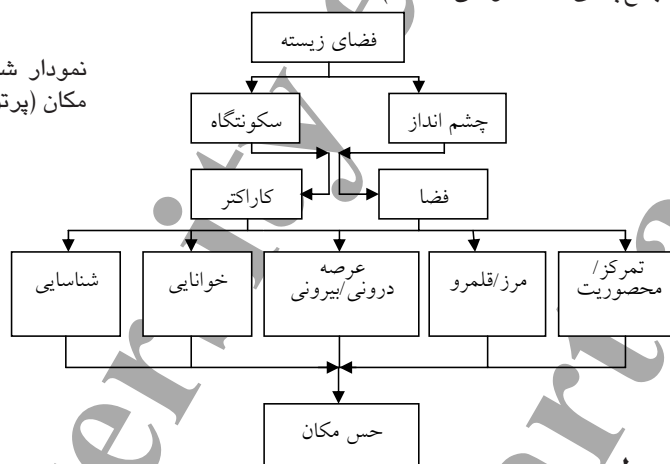 نمودار
مکان
فضای زیسته
چشم انداز
سکونتگاه
فضا
کاراکتر
تمرکز/
محصوریت
مرز/قلمرو
عرصه
درونی/بیرونی
خوانایی
شناسایی
حس مکان